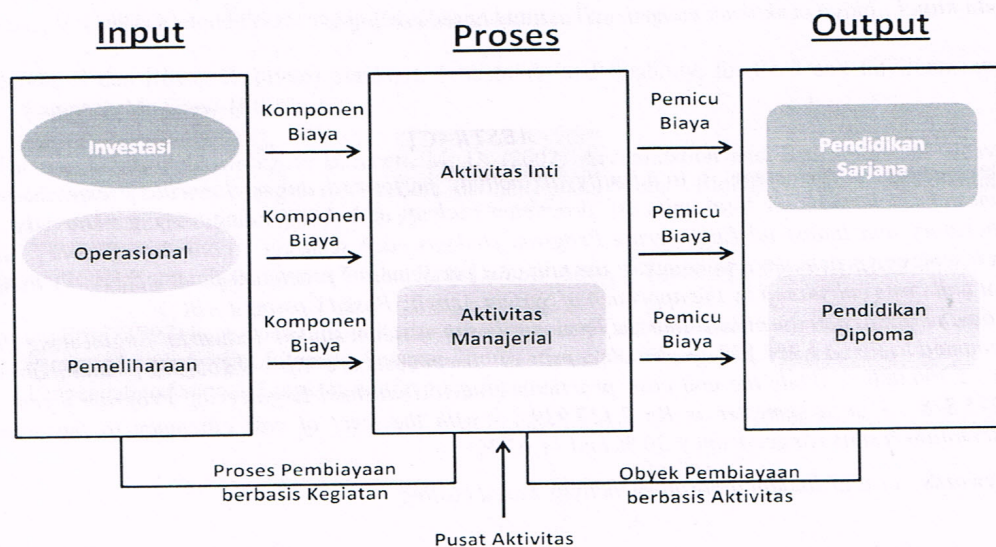 Input
Proses
Output
Investasi
Operasional
Pemeliharaan
Komponen
Biaya
Komponen
Biaya
Komponen
Biaya
Aktivitas Inti
Aktivitas
Manajerial
Pemicu
Biaya
Pemicu
Biaya
Pemicu
Biaya
Pendidikan
Sarjana
Pendidikan
Diploma
Proses Pembiayaan
berbasis Kegiatan
Obyek Pembiayaan
berbasis Aktivitas
Pusat Aktivitas